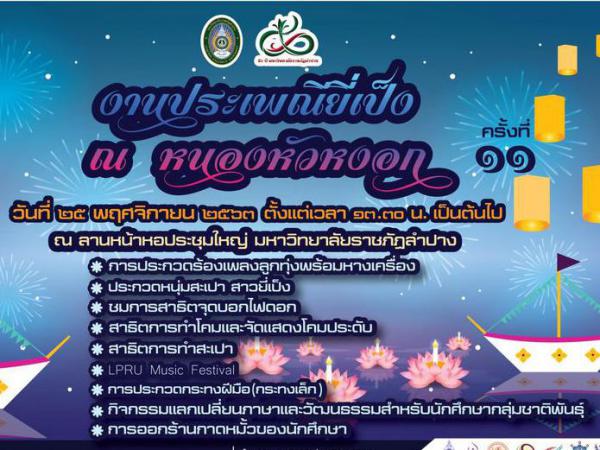 งานประเพณียี่เป็ง
ณ หนองหัวหงอก
ครั้งที่
๑๑
วันที่ ๒๕ พฤศจิกายน ๒๕๖๓ ตั้งแต่เวลา ๑๓.๓๐ น. เป็นต้นไป
ณ ลานหน้าหอประชุมใหญ่ มหาวิทยาลัยราชภัฏลำปาง
การประกวดร้องเพลงลูกทุ่งพร้อมหางเครื่อง
ประกวดหนุ่มสะเปา สาวยี่เป็ง
ชมการสาธิตจุดบอกไฟดอก
สาธิตการทำโคมและจัดแสดงโคมประดับ
สาธิตการทำสะเปา
LPRU Music Festival
การประกวดกระทงฝีมือ(กระทงเล็ก)
กิจกรรมแลกเปลี่ยนภาษาและวัฒนธรรมสำหรับนักศึกษากลุ่มชาติพันธุ์
การออกร้านกาดหมั้วของนักศึกษา